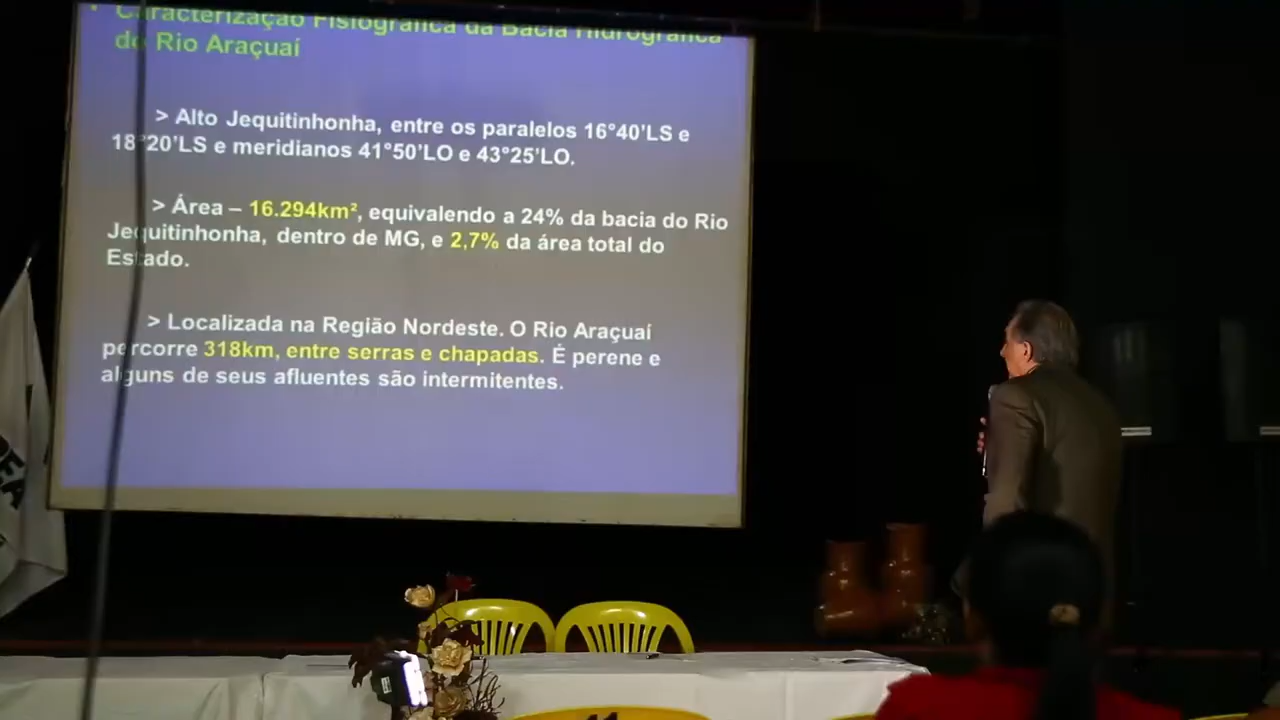 • Caracterização Fisiográfica da Bacia Hidrográfica
do Rio Araçuaí
> Alto Jequitinhonha, entre os paralelos 16°40'LS e
18°20'LS e meridianos 41°50'LO e 43°25'LO.
> Área – 16.294km², equivalendo a 24% da bacia do Rio
Jequitinhonha, dentro de MG, e 2,7% da área total do
Estado.
> Localizada na Região Nordeste. O Rio Araçuaí
percorre 318km, entre serras e chapadas. É perene e
alguns de seus afluentes são intermitentes.